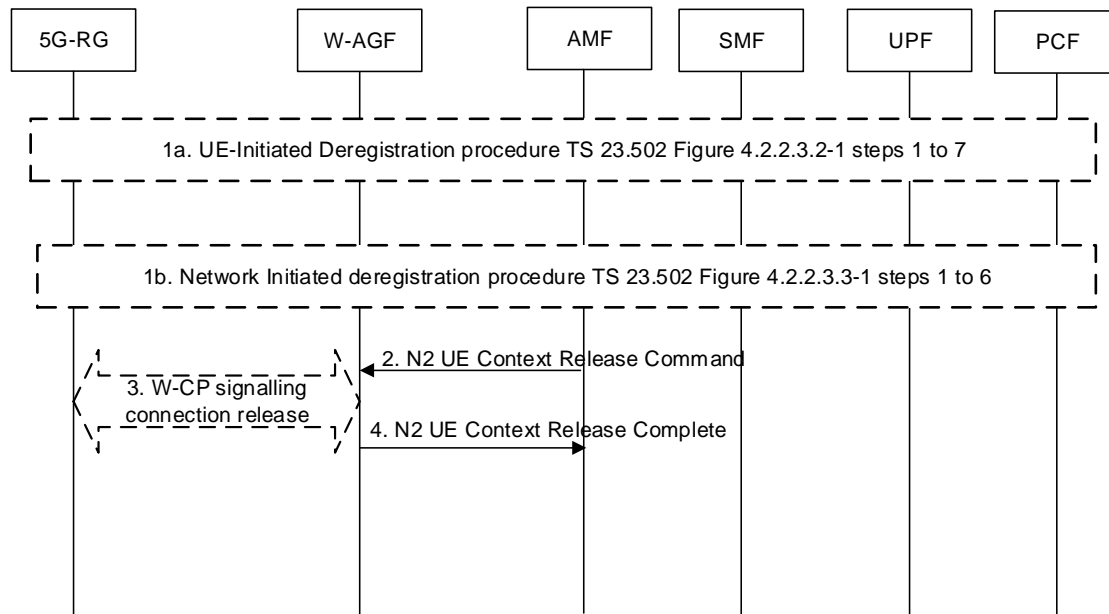 5G-RG
W-AGF
AMF
SMF
UPF
PCF
1a. UE-Initiated Deregistration procedure TS 23.502 Figure 4.2.2.3.2-1 steps 1 to 7
1b. Network Initiated deregistration procedure TS 23.502 Figure 4.2.2.3.3-1 steps 1 to 6
2. N2 UE Context Release Command
3. W-CP signalling
connection release
4. N2 UE Context Release Complete